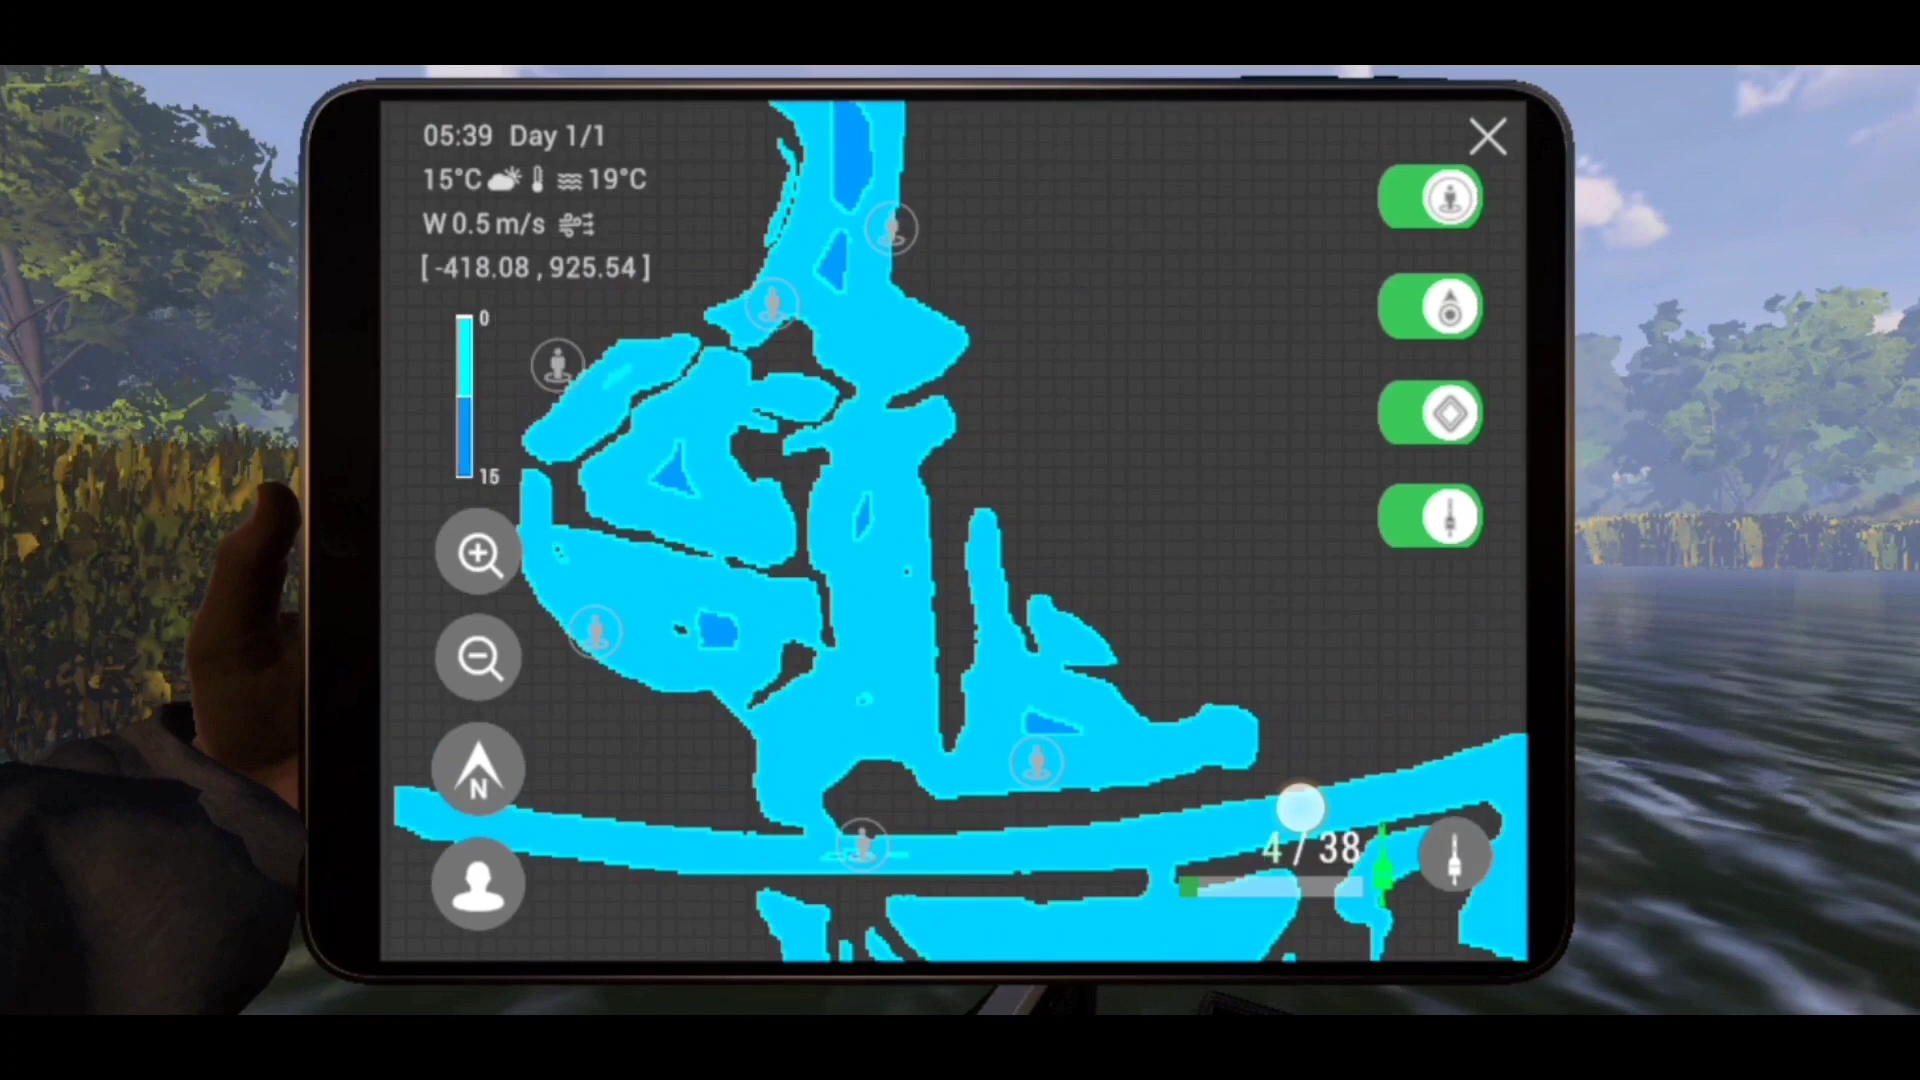 05:39 Day 1/1
15°C 19°C
W 0.5 m/s
[ -418.08 , 925.54 ]
0
15
N
4 / 38